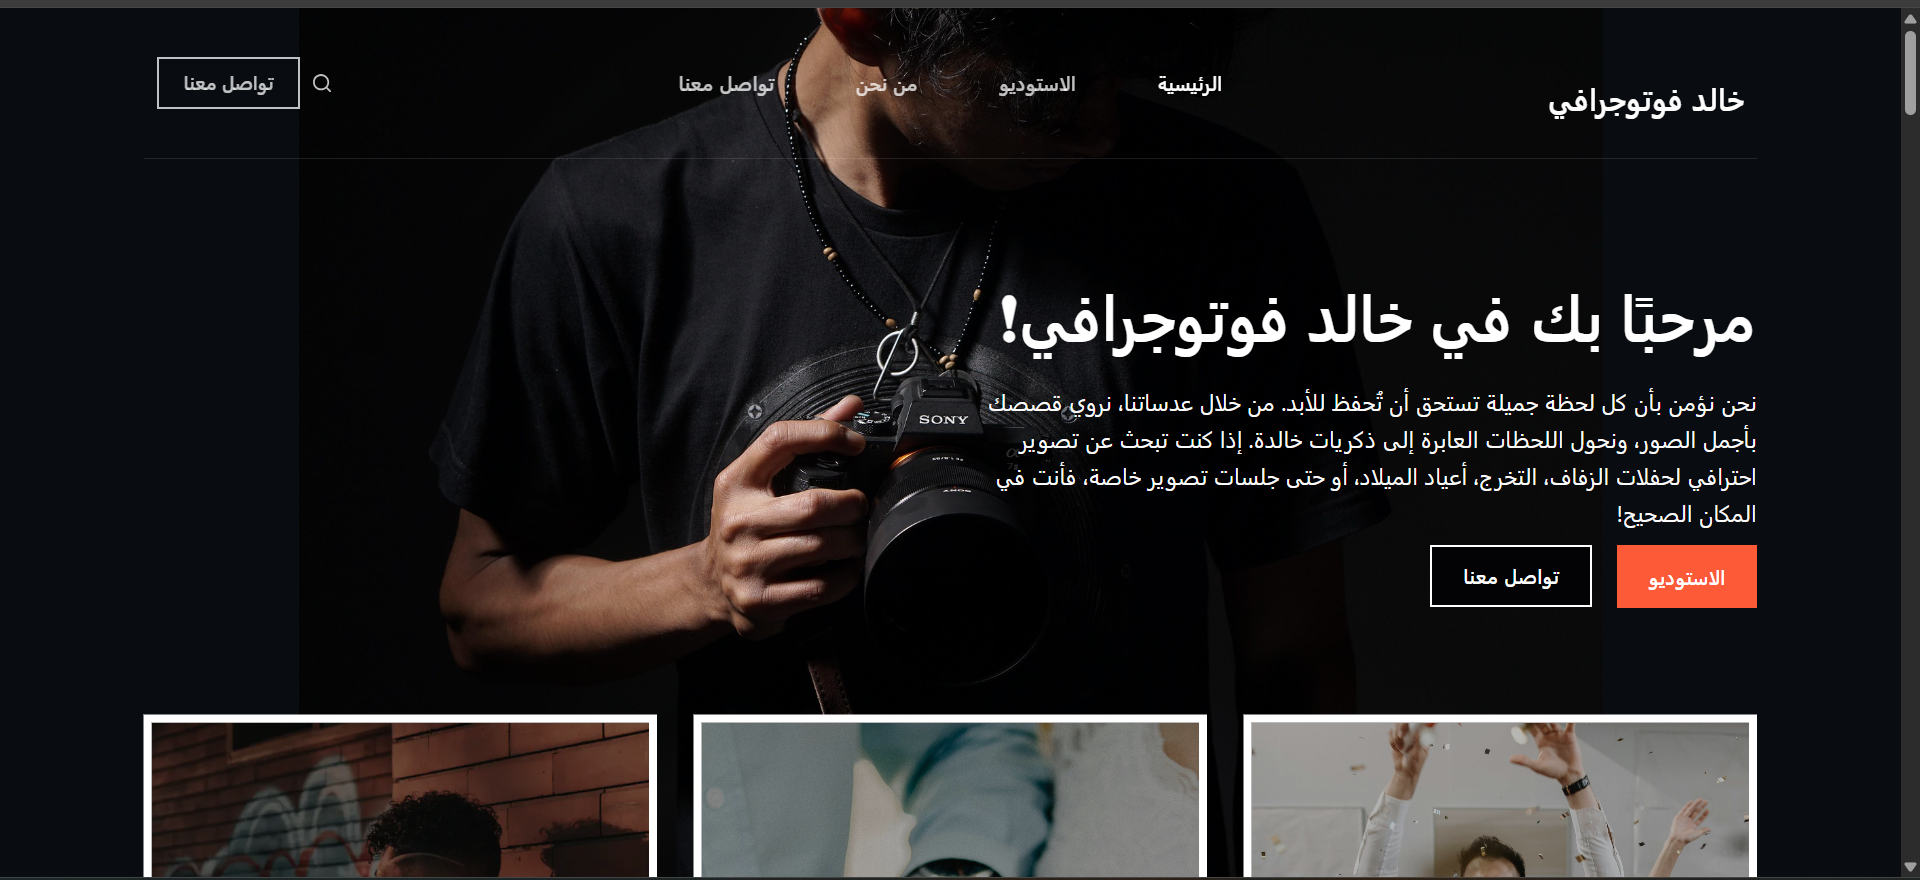 خالد فوتوجرافي
الرئيسية
الاستوديو
من نحن
تواصل معنا
تواصل معنا
مرحبًا بك في خالد فوتوجرافي!
نحن نؤمن بأن كل لحظة جميلة تستحق أن تُحفظ للأبد. من خلال عدساتنا، نروي قصصك
بأجمل الصور، ونحول اللحظات العابرة إلى ذكريات خالدة. إذا كنت تبحث عن تصوير
احترافي لحفلات الزفاف، التخرج، أعياد الميلاد، أو حتى جلسات تصوير خاصة، فأنت في
المكان الصحيح!
الاستوديو
تواصل معنا
SONY
SONY